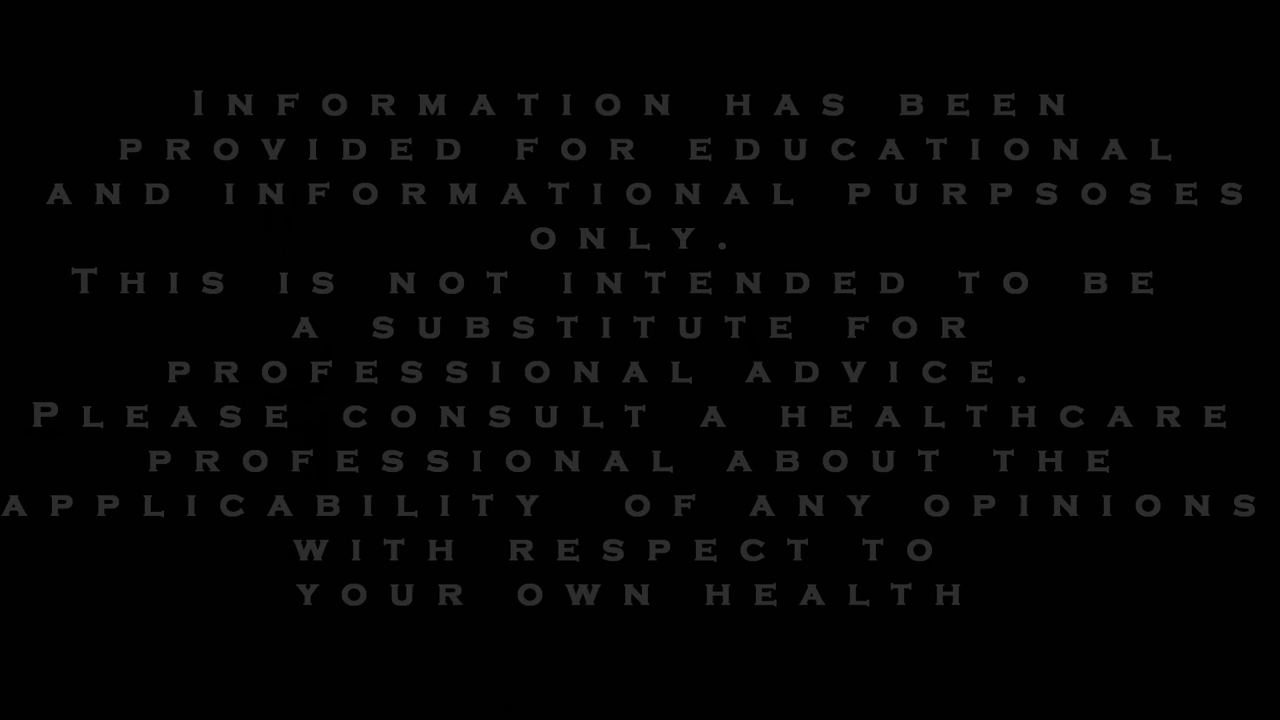 Information has been
provided for educational
and informational purpsoses
only.
This is not intended to be
a substitute for
professional advice.
Please consult a healthcare
professional about the
applicability of any opinions
with respect to
your own health